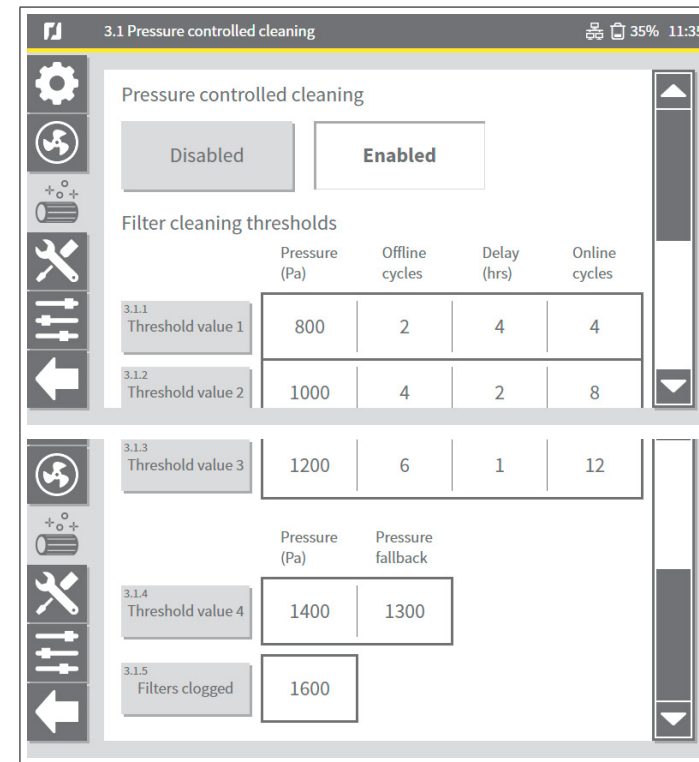 3.1 Pressure controlled cleaning 35% 11:35
Pressure controlled cleaning
Disabled Enabled
Filter cleaning thresholds
Pressure Offline Delay Online
(Pa) cycles (hrs) cycles
3.1.1
Threshold value 1 800 2 4 4
3.1.2
Threshold value 2 1000 4 2 8
3.1.3
Threshold value 3 1200 6 1 12
Pressure Pressure
(Pa) fallback
3.1.4
Threshold value 4 1400 1300
3.1.5
Filters clogged 1600